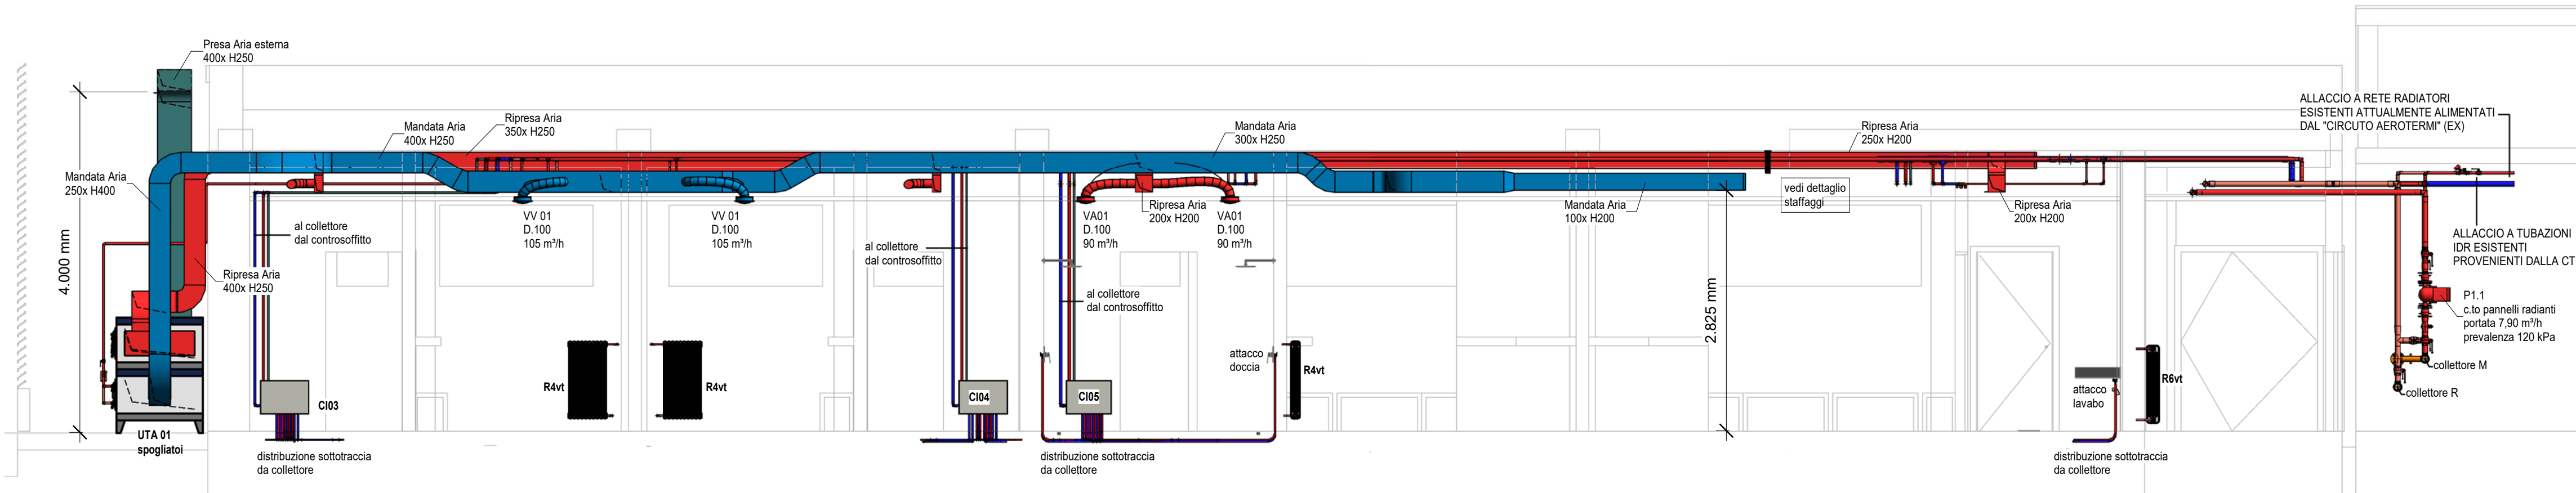 Presa Aria esterna
400x H250
Mandata Aria
400x H250
Ripresa Aria
350x H250
Mandata Aria
300x H250
Ripresa Aria
250x H200
ALLACCIO A RETE RADIATORI
ESISTENTI ATTUALMENTE ALIMENTATI
DAL "CIRCUTO AEROTERMI" (EX)
Mandata Aria
250x H400
4.000 mm
Ripresa Aria
400x H250
al collettore
dal controsoffitto
VV 01
D.100
105 m³/h
VV 01
D.100
105 m³/h
al collettore
dal controsoffitto
VA01
D.100
90 m³/h
Ripresa Aria
200x H200
VA01
D.100
90 m³/h
al collettore
dal controsoffitto
Mandata Aria
100x H200
vedi dettaglio
staffaggi
Ripresa Aria
200x H200
2.825 mm
ALLACCIO A TUBAZIONI
IDR ESISTENTI
PROVENIENTI DALLA CT
P1.1
c.to pannelli radianti
portata 7,90 m³/h
prevalenza 120 kPa
collettore M
collettore R
UTA 01
spogliatoi
CI03
R4vt
R4vt
CI04
CI05
attacco
doccia
R4vt
attacco
lavabo
R6vt
distribuzione sottotraccia
da collettore
distribuzione sottotraccia
da collettore
distribuzione sottotraccia
da collettore